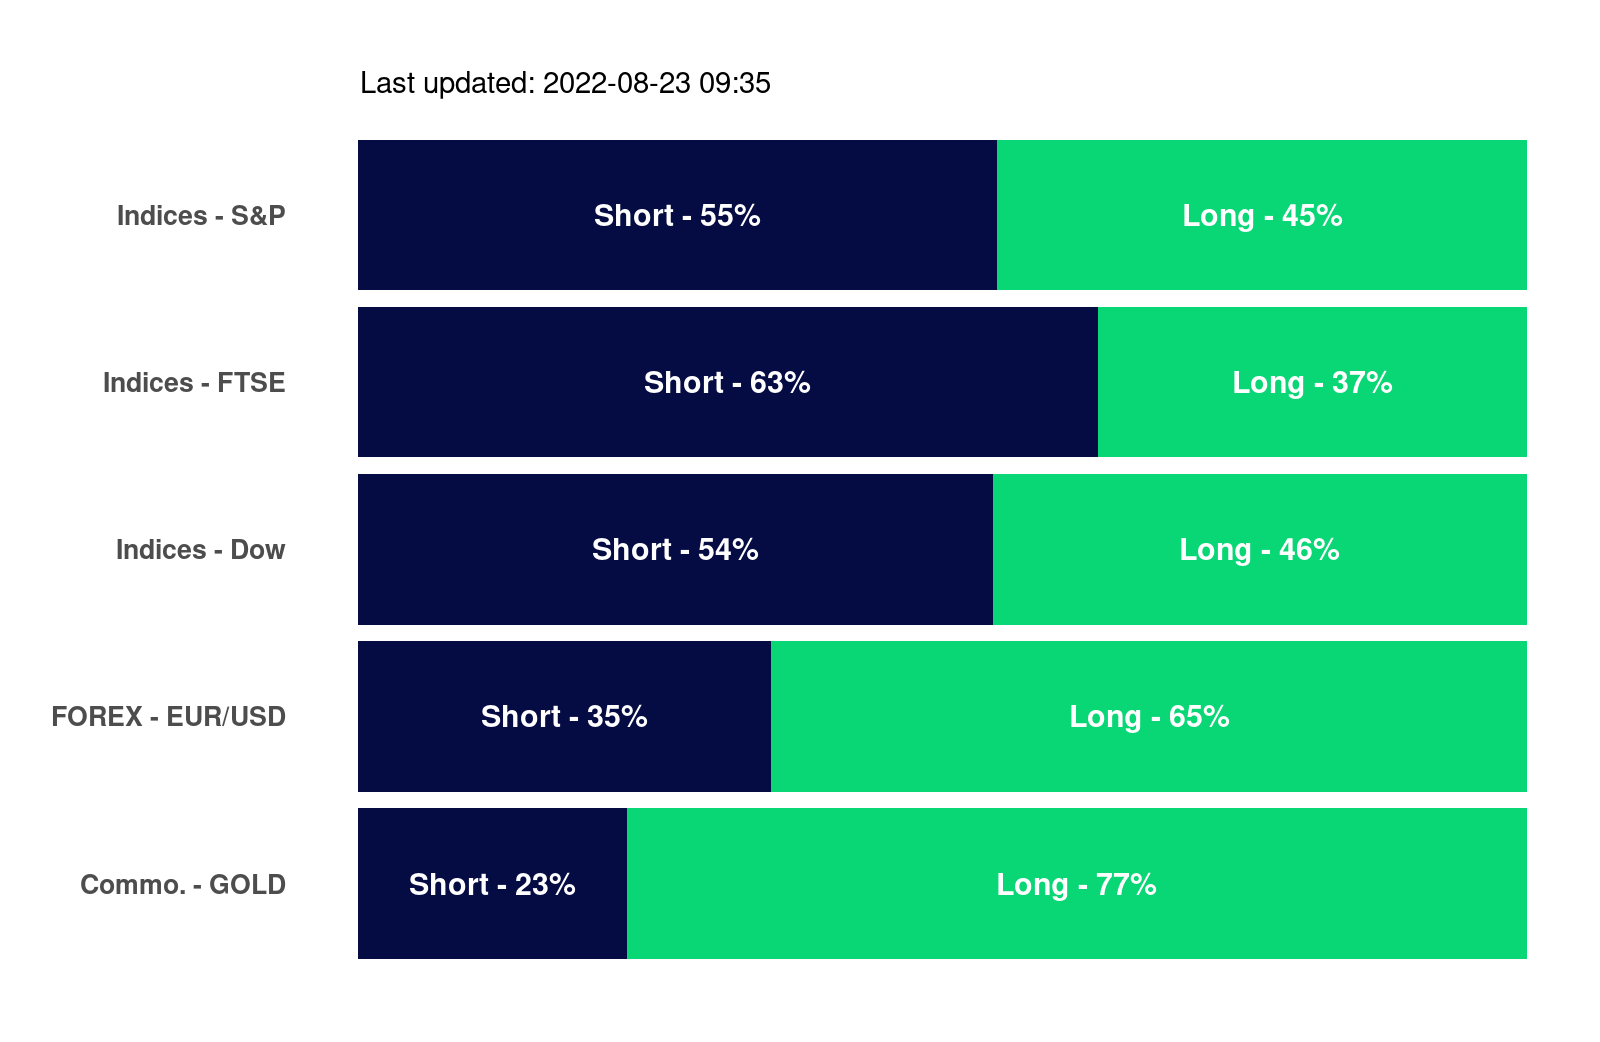 Last updated: 2022-08-23 09:35
Indices - S&P Short - 55% Long - 45%
Indices - FTSE Short - 63% Long - 37%
Indices - Dow Short - 54% Long - 46%
FOREX - EUR/USD Short - 35% Long - 65%
Commo. - GOLD Short - 23% Long - 77%